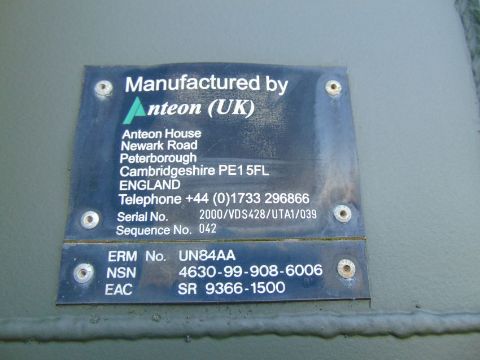 Manufactured by
Anteon (UK)
Anteon House
Newark Road
Peterborough
Cambridgeshire PE1 5FL
ENGLAND
Telephone +44 (0)1733 296866
Serial No. 2000/VDS428/UTA1/039
Sequence No. 042
ERM No. UN84AA
NSN 4630-99-908-6006
EAC SR 9366-1500